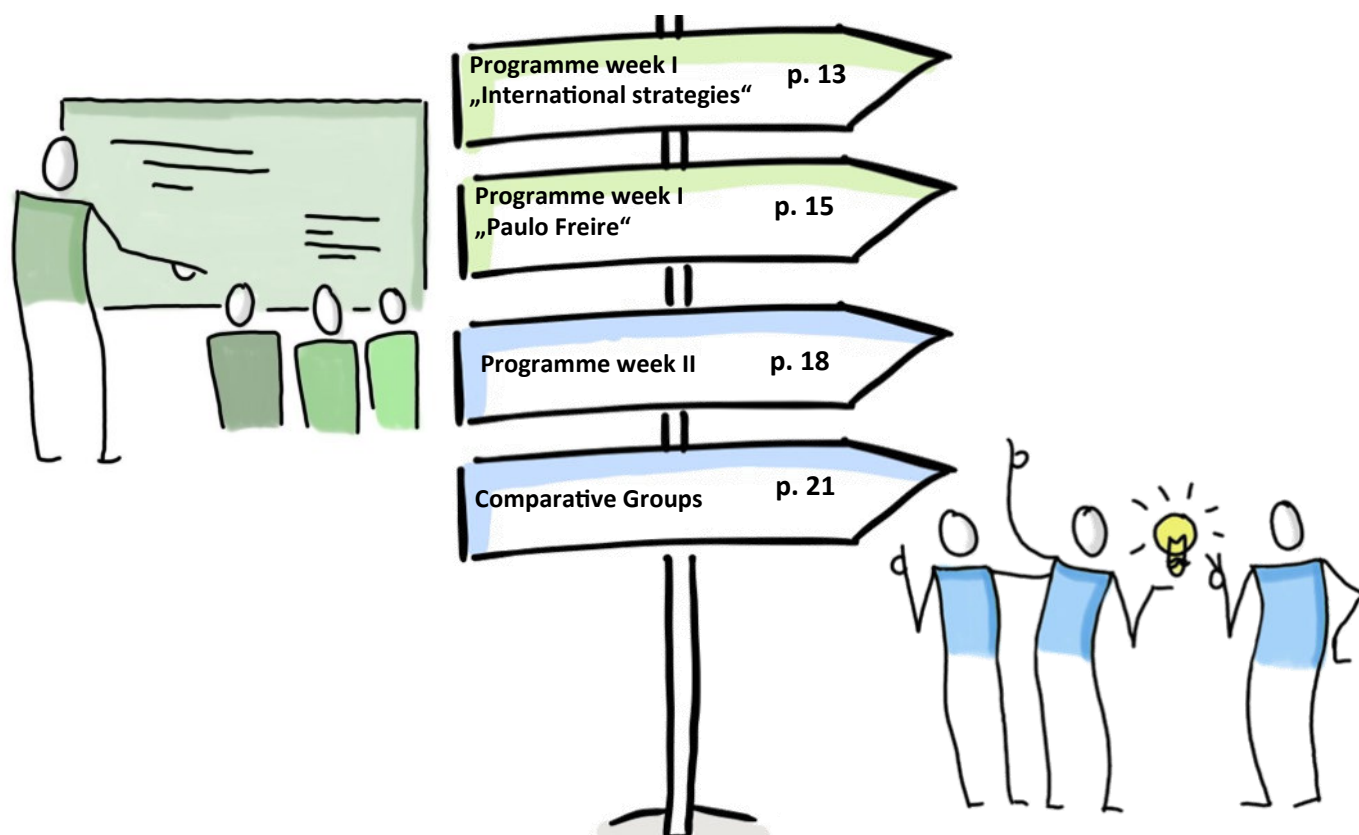 Programme week I
„International strategies“
p. 13
Programme week I
„Paulo Freire“
p. 15
Programme week II
p. 18
Comparative Groups
p. 21